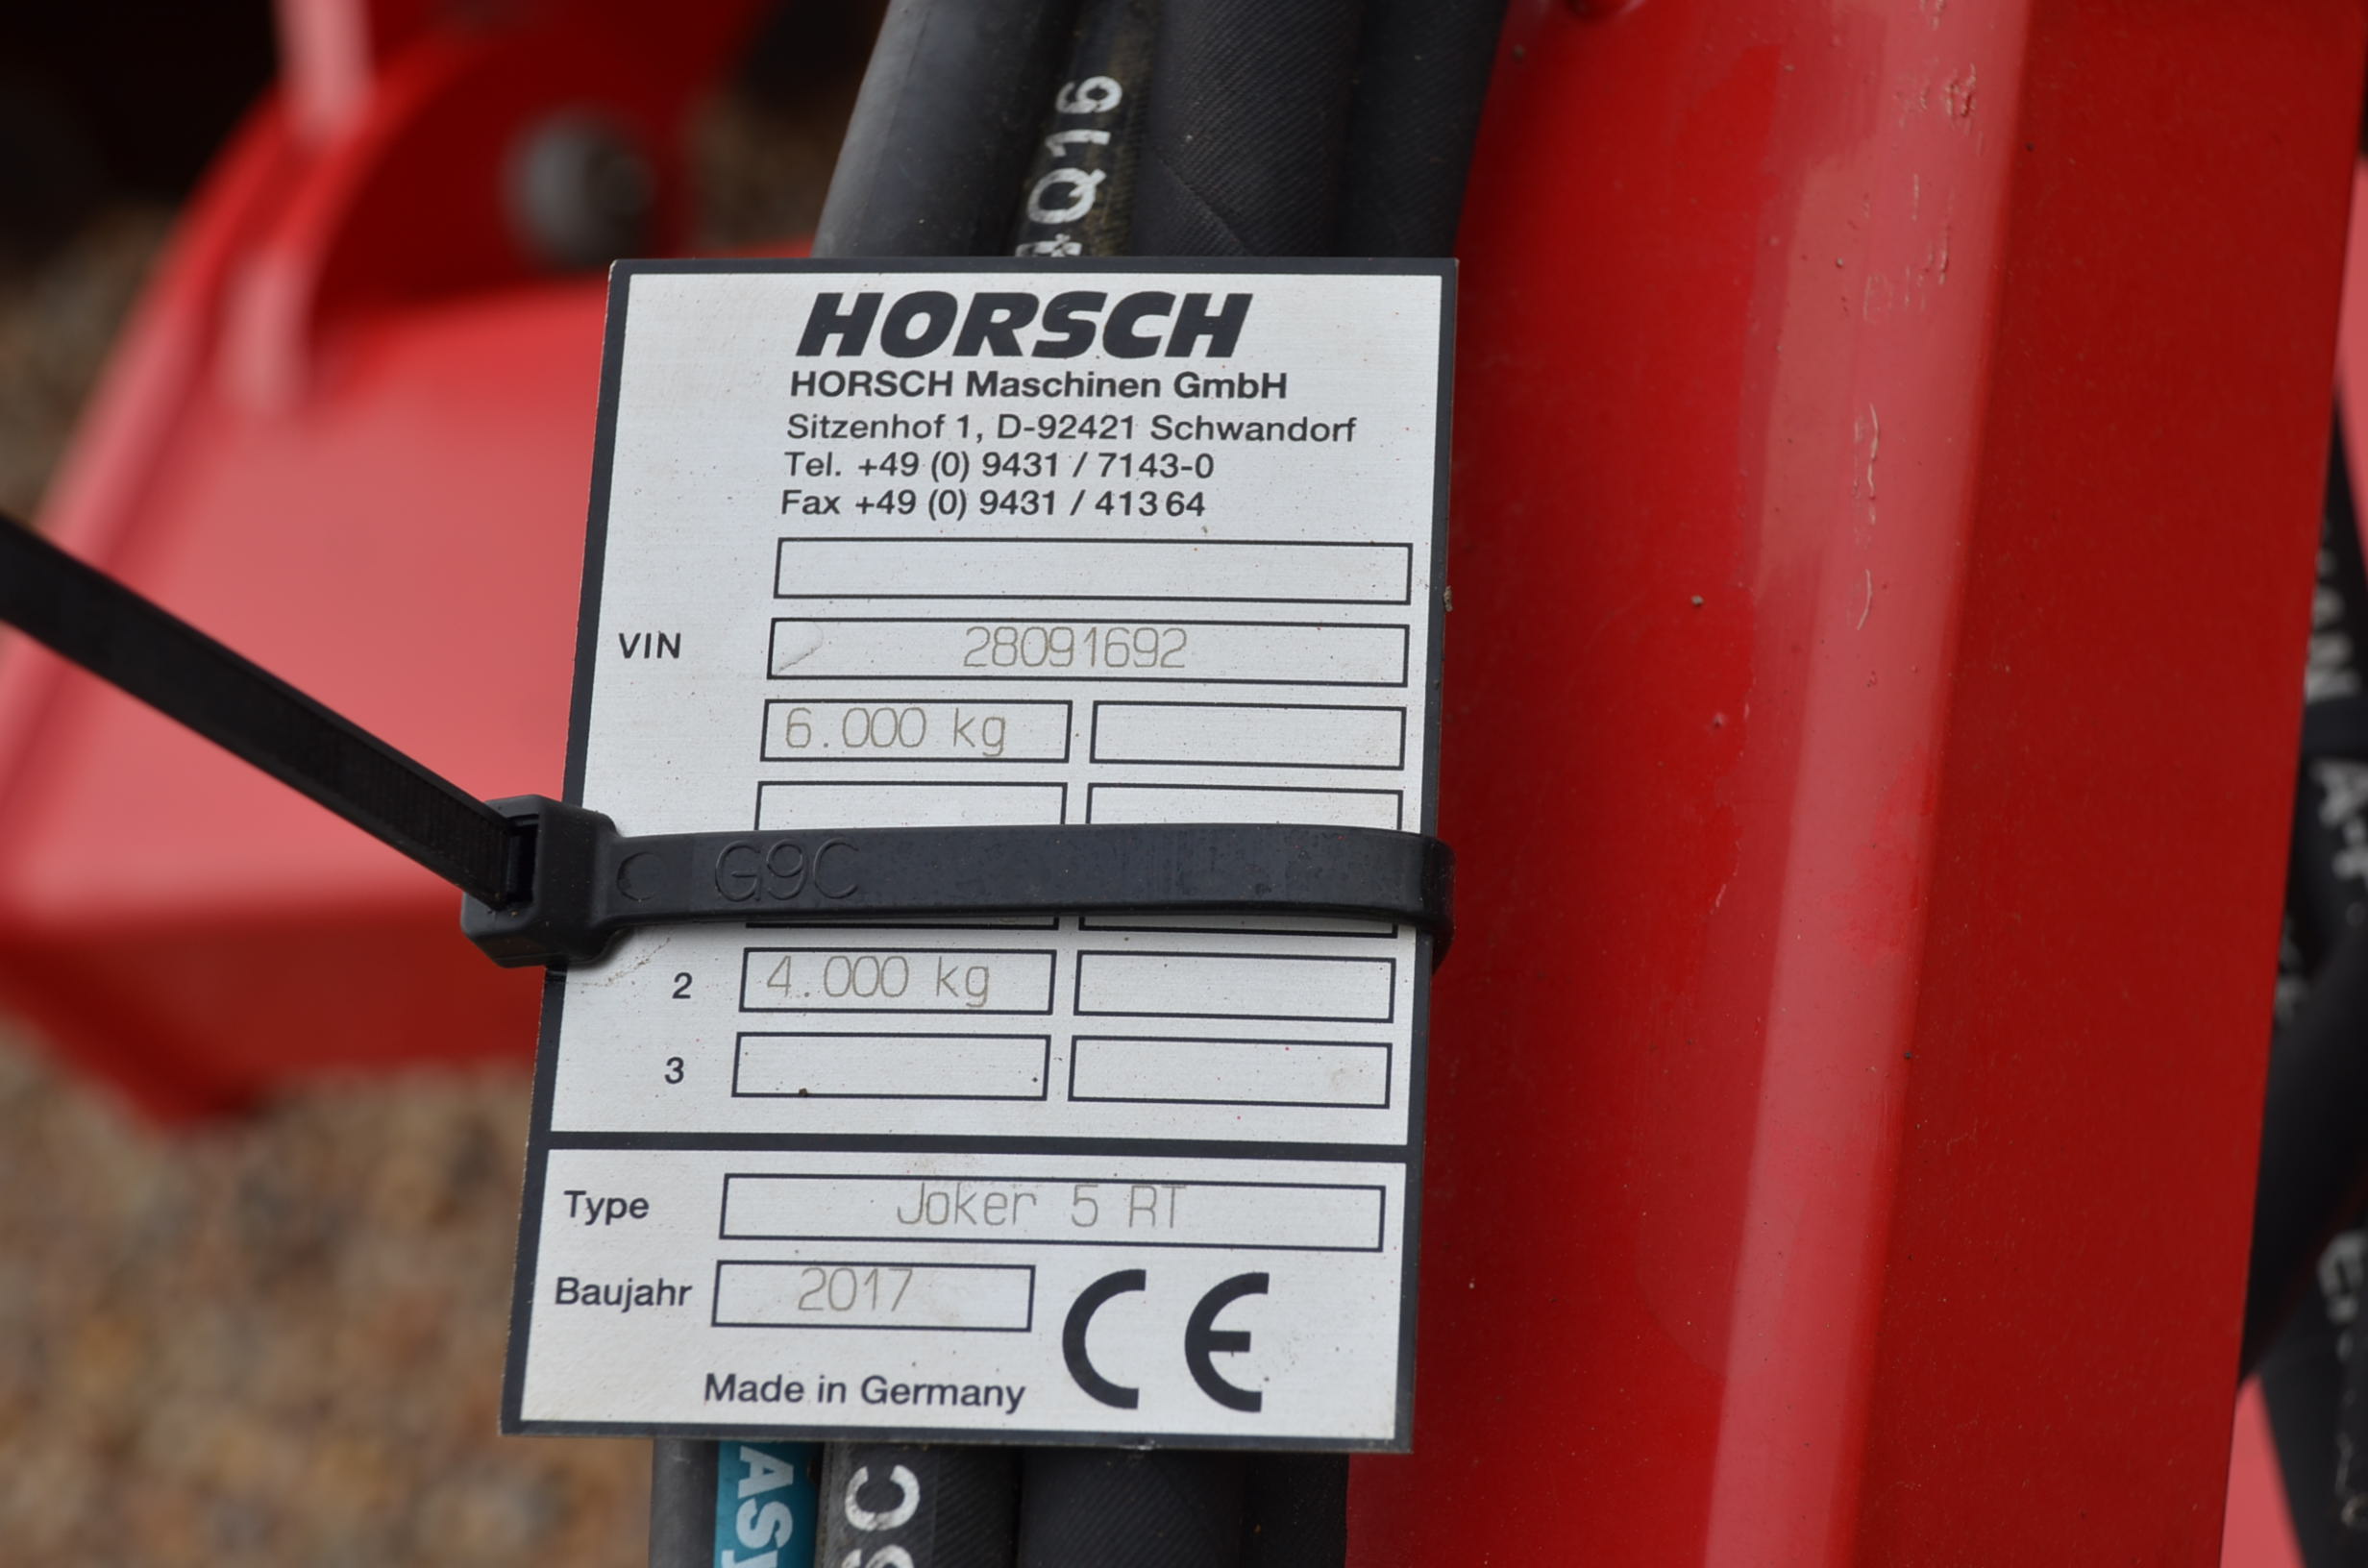 4Q16
HORSCH
HORSCH Maschinen GmbH
Sitzenhof 1, D-92421 Schwandorf
Tel. +49 (0) 9431 / 7143-0
Fax +49 (0) 9431 / 41364
VIN 28091692
6.000 kg
G9C
2 4.000 kg
3
Type Joker 5 RT
Baujahr 2017
CE
Made in Germany